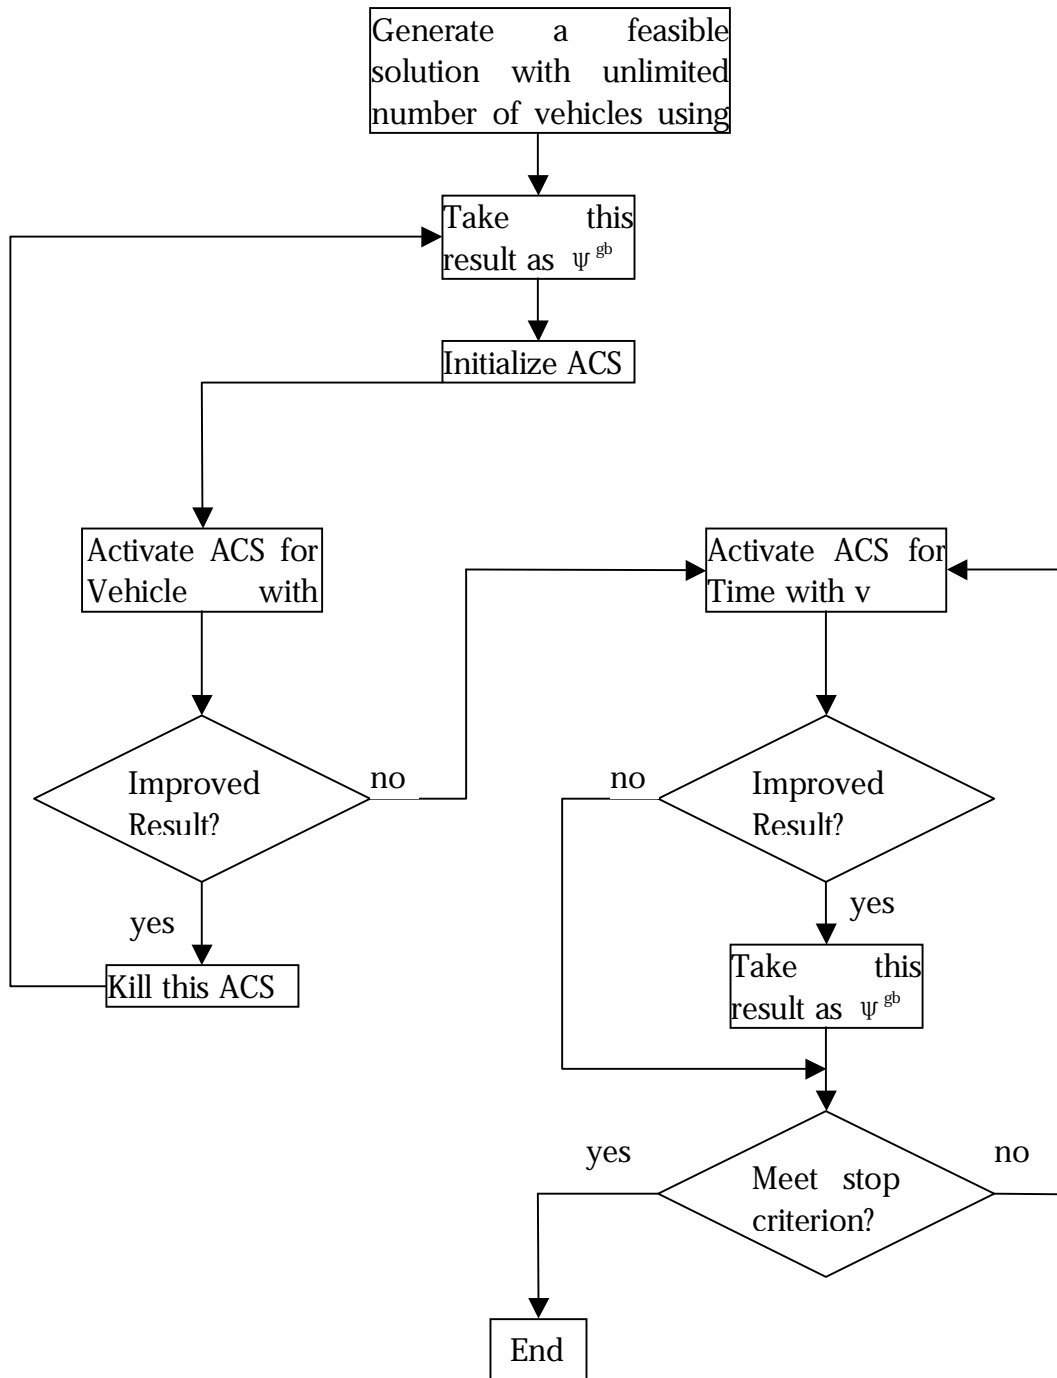 Generate a feasible
solution with unlimited
number of vehicles using
Take this
result as ψ gb
Initialize ACS
Activate ACS for
Vehicle with
Activate ACS for
Time with v
Improved
Result?
no
no
Improved
Result?
yes
Kill this ACS
yes
Take this
result as ψ gb
yes
no
Meet stop
criterion?
End